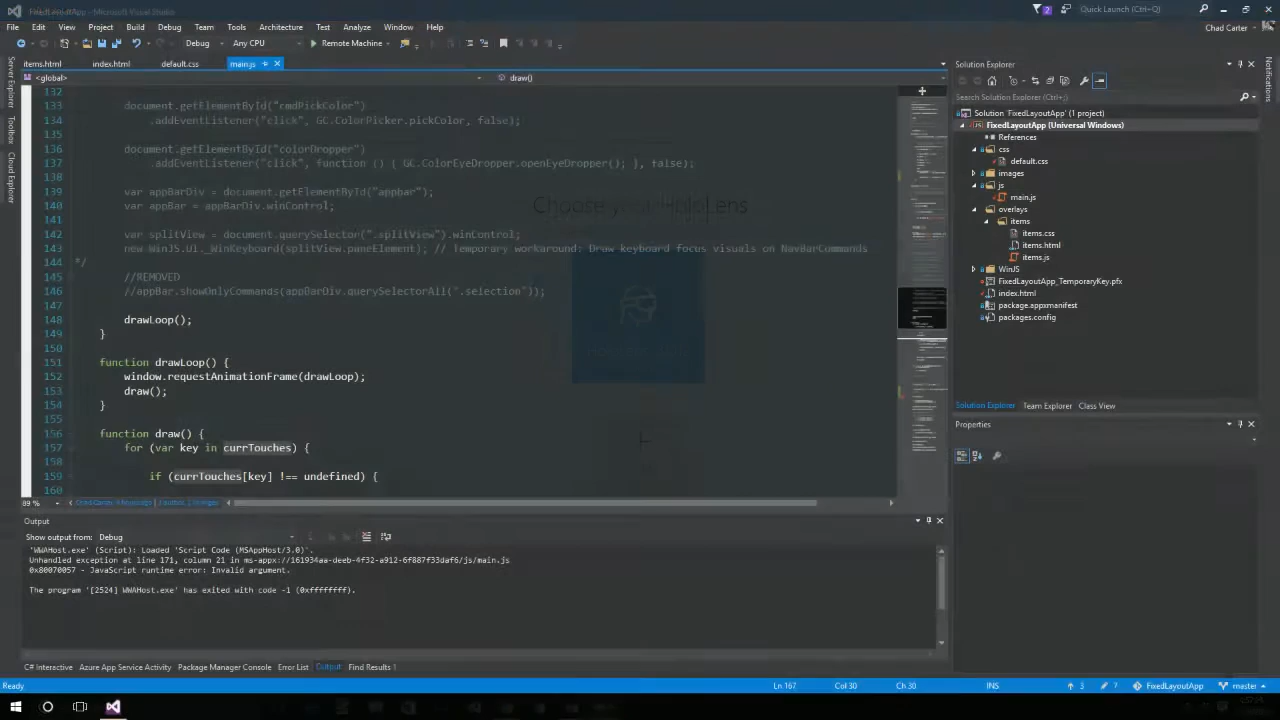 FixedLayoutApp - Microsoft Visual Studio
2
Quick Launch (Ctrl+Q)
File Edit View Project Build Debug Team Tools Architecture Test Analyze Window Help
Chad Carter
Debug Any CPU Remote Machine
items.html index.html default.css main.js
<global> draw()
132
133 document.getElementById("cmdPickColor")
134 .addEventListener("click", GC.ColorPicker.pickColor, false);
135
136 document.getElementById("ColorDropper")
137 .addEventListener("click", function () { GC.ColorEyeDropper.openEyeDropper(); }, false);
138
139 var appBarDiv = document.getElementById("appbar");
140 var appBar = appBarDiv.winControl;
141
142 var splitView = document.querySelector(".splitView").winControl;
143 new WinJS.UI._WinKeyboard(splitView.paneElement); // Temporary workaround: Draw keyboard focus visuals on NavBarCommands
144 */
145 //REMOVED
146 //appBar.showOnlyCommands(appBarDiv.querySelectorAll(".selection"));
147
148 drawLoop();
149 }
150
151 function drawLoop() {
152 window.requestAnimationFrame(drawLoop);
153 draw();
154 }
155
156 function draw() {
157 for (var key in currTouches) {
158
159 if (currTouches[key] !== undefined) {
160
Choose your HoloLens
89 %
Server Explorer
Toolbox
Cloud Explorer
Notifications
Solution Explorer
Search Solution Explorer (Ctrl+;)
Solution 'FixedLayoutApp' (1 project)
FixedLayoutApp (Universal Windows)
References
css
default.css
images
js
main.js
overlays
items
items.css
items.html
items.js
WinJS
FixedLayoutApp_TemporaryKey.pfx
index.html
package.appxmanifest
packages.config
Solution Explorer Team Explorer Class View
Properties
Output
Show output from: Debug
'WWAHost.exe' (Script): Loaded 'Script Code (MSAppHost/3.0)'.
Unhandled exception at line 171, column 21 in ms-appx://161934aa-deeb-4f32-a912-6f887f33daf6/js/main.js
0x80070057 - JavaScript runtime error: Invalid argument.
The program '[2524] WWAHost.exe' has exited with code -1 (0xffffffff).
C# Interactive Azure App Service Activity Package Manager Console Error List Output Find Results 1
Ready Ln 167 Col 30 Ch 30 INS 3 7 FixedLayoutApp master